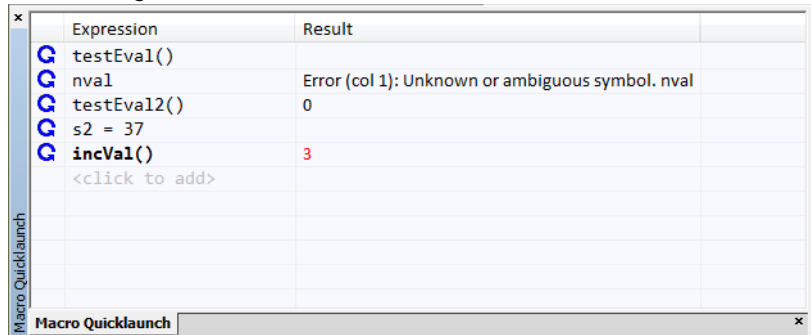 Expression Result
testEval()
nval Error (col 1): Unknown or ambiguous symbol. nval
testEval2() 0
s2 = 37
incVal() 3
<click to add>
Macro Quicklaunch
Macro Quicklaunch